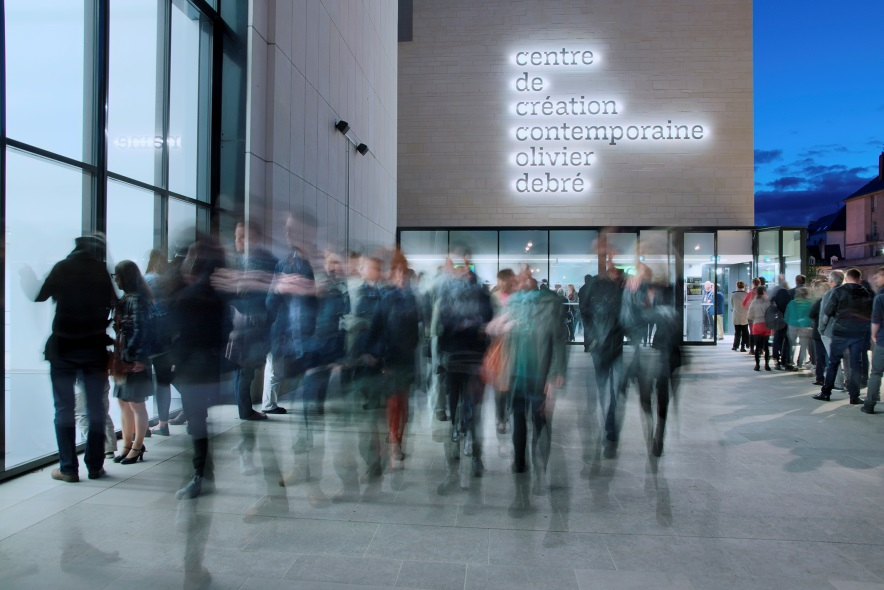 centre
de
création
contemporaine
olivier
debré